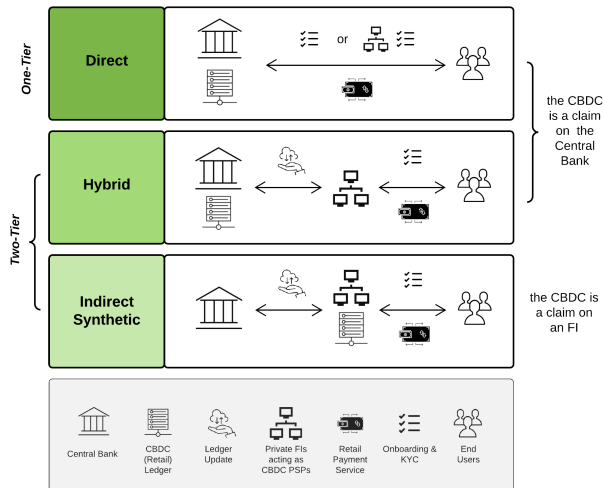 One-Tier
Direct
or
the CBDC
is a claim
on the
Central
Bank
Two-Tier
Hybrid
Indirect
Synthetic
the CBDC is
a claim on
an FI
Central Bank
CBDC
(Retail)
Ledger
Ledger
Update
Private FIs
acting as
CBDC PSPs
Retail
Payment
Service
Onboarding &
KYC
End
Users